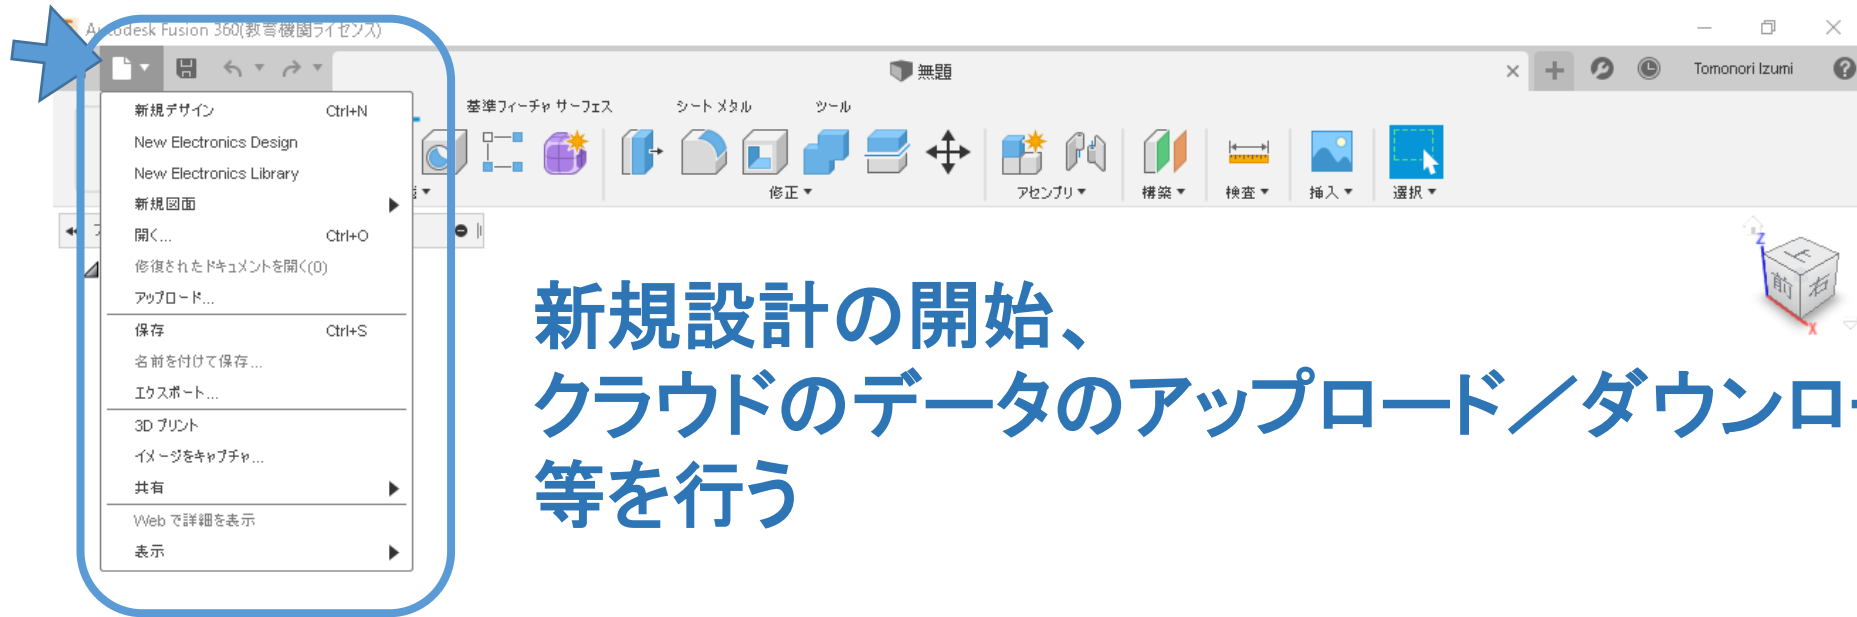 Autodesk Fusion 360(教育機関ライセンス)
無題
Tomonori Izumi
基準フィーチャ サーフェス
シート メタル
ツール
修正
アセンブリ
構築
検査
挿入
選択
新規デザイン Ctrl+N
New Electronics Design
New Electronics Library
新規図面
開く... Ctrl+O
修復されたドキュメントを開く(0)
アップロード...
保存 Ctrl+S
名前を付けて保存...
エクスポート...
3D プリント
イメージをキャプチャ...
共有
Web で詳細を表示
表示
Z
上
前
右
X
新規設計の開始、
クラウドのデータのアップロード／ダウンロー
等を行う